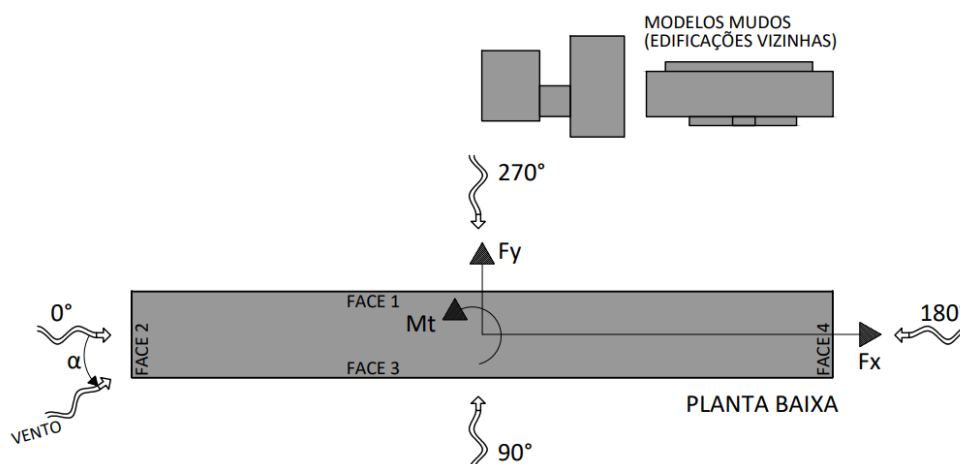 MODELOS MUDOS
(EDIFICAÇÕES VIZINHAS)
270°
Fy
FACE 1
0°
FACE 2
Mt
FACE 4
180°
α
FACE 3
Fx
VENTO
PLANTA BAIXA
90°